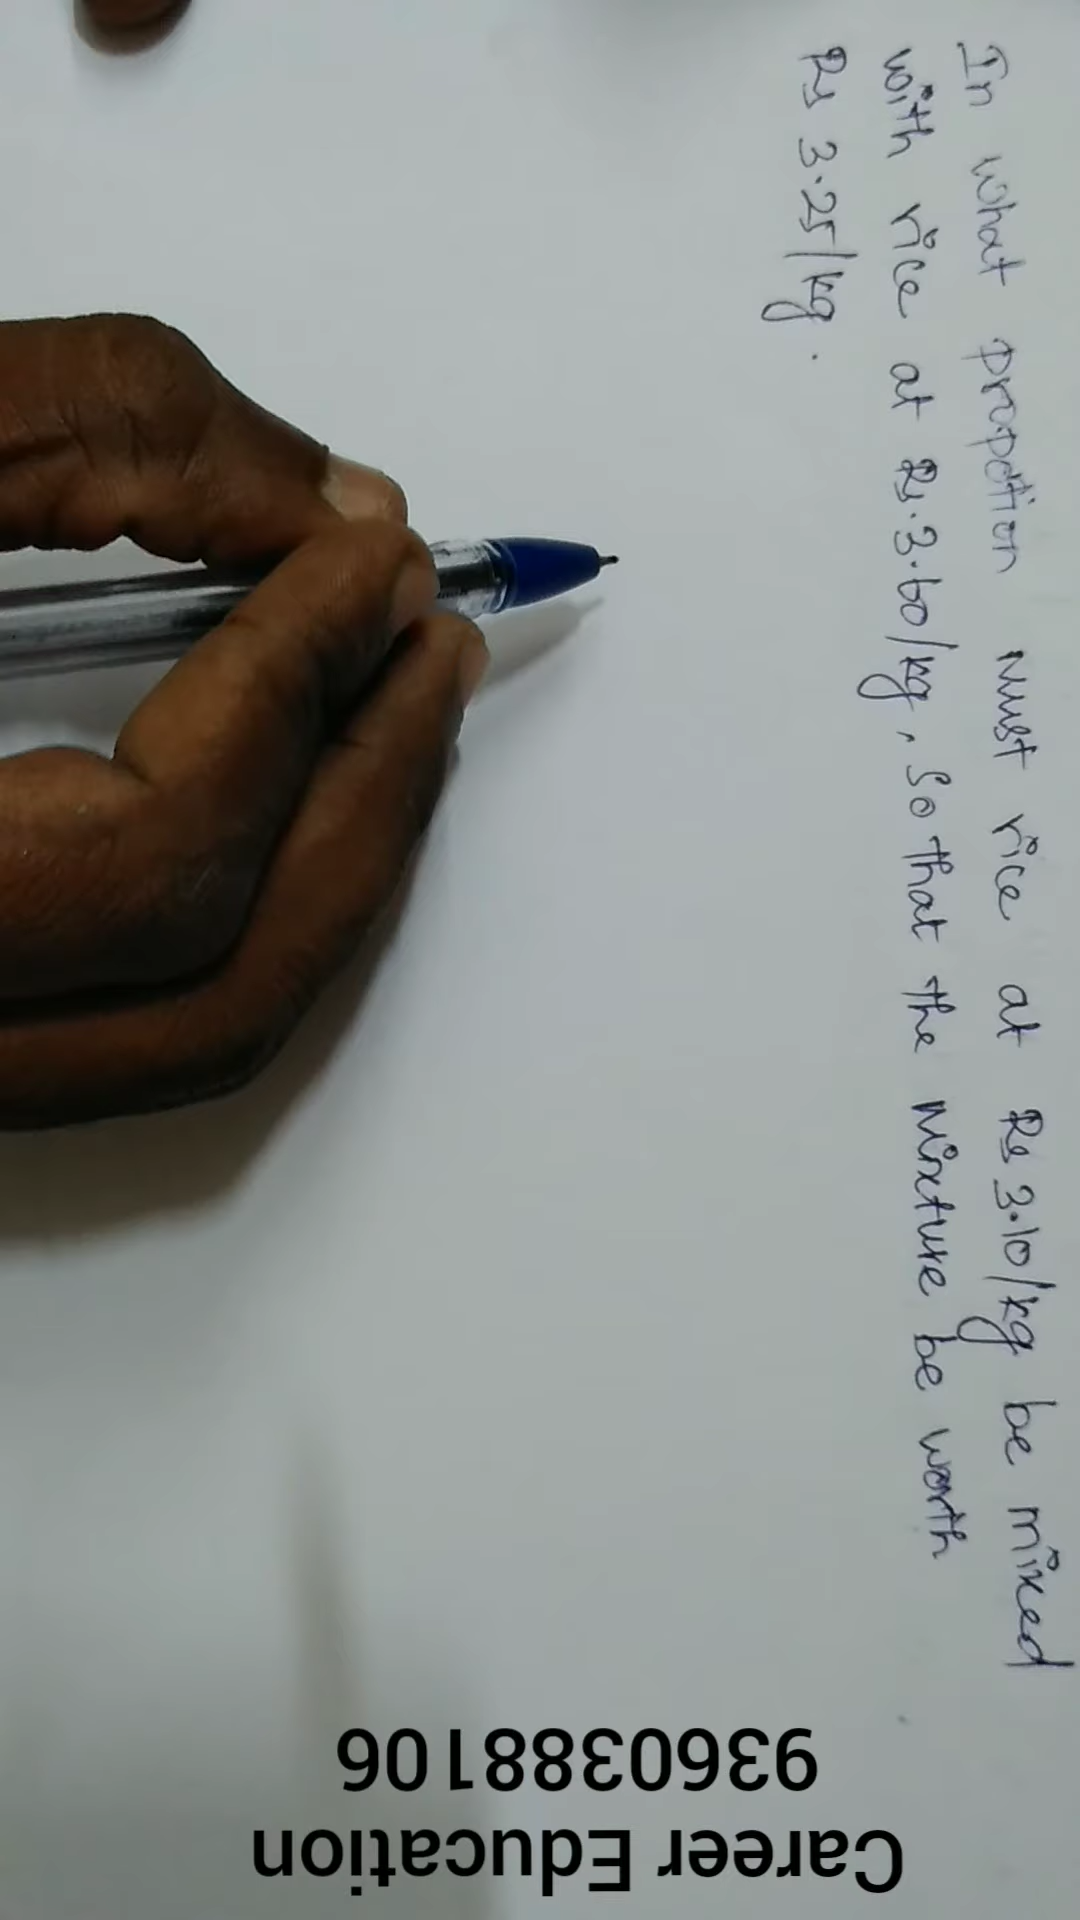 In what propotion must rice at Rs 3.10/kg be mixed
with rice at Rs.3.60/kg, so that the mixture be worth
Rs 3.25/kg.
9360388106
Career Education